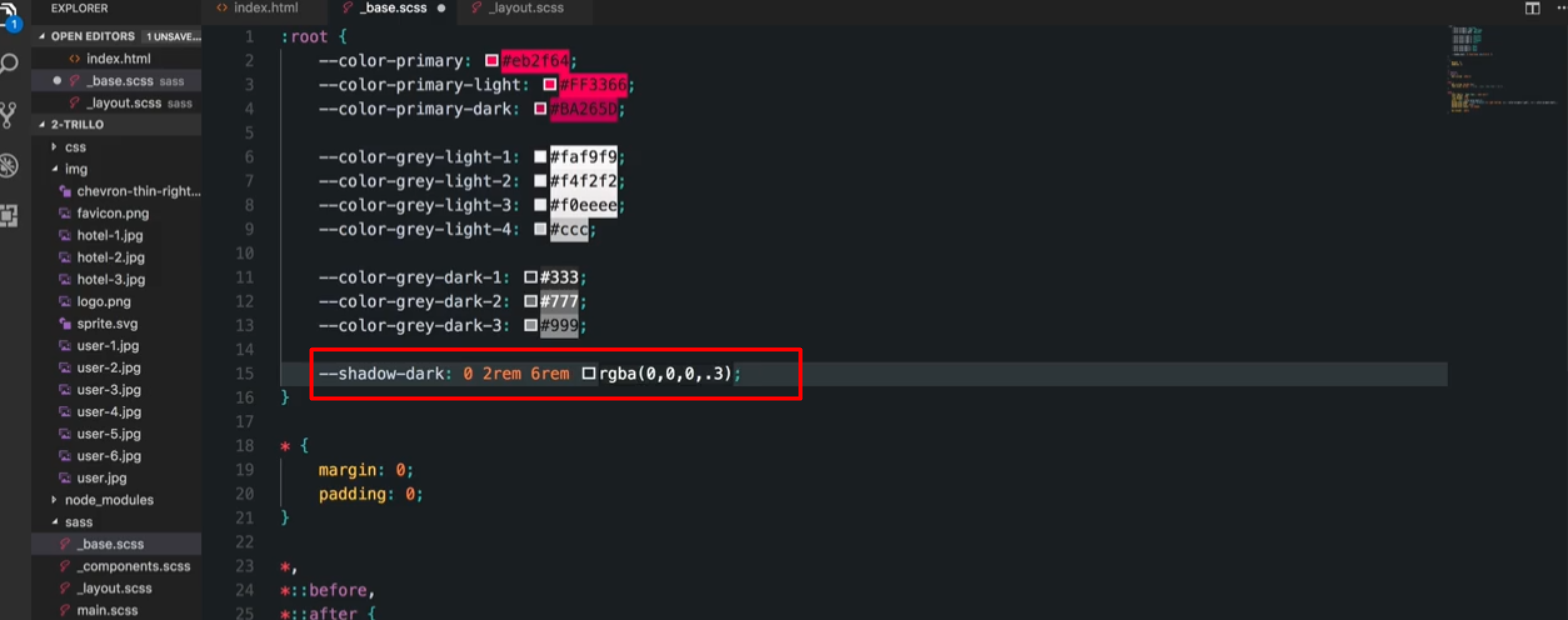 EXPLORER
index.html
_base.scss
_layout.scss
1
OPEN EDITORS 1 UNSAVE...
index.html
_base.scss sass
_layout.scss sass
2-TRILLO
css
img
chevron-thin-right...
favicon.png
hotel-1.jpg
hotel-2.jpg
hotel-3.jpg
logo.png
sprite.svg
user-1.jpg
user-2.jpg
user-3.jpg
user-4.jpg
user-5.jpg
user-6.jpg
user.jpg
node_modules
sass
_base.scss
_components.scss
_layout.scss
main.scss
1 :root {
2 --color-primary: #eb2f64;
3 --color-primary-light: #FF3366;
4 --color-primary-dark: #BA265D;
5
6 --color-grey-light-1: #faf9f9;
7 --color-grey-light-2: #f4f2f2;
8 --color-grey-light-3: #f0eeee;
9 --color-grey-light-4: #ccc;
10
11 --color-grey-dark-1: #333;
12 --color-grey-dark-2: #777;
13 --color-grey-dark-3: #999;
14
15 --shadow-dark: 0 2rem 6rem rgba(0,0,0,.3);
16 }
17
18 * {
19 margin: 0;
20 padding: 0;
21 }
22
23 *,
24 *::before,
25 *::after {